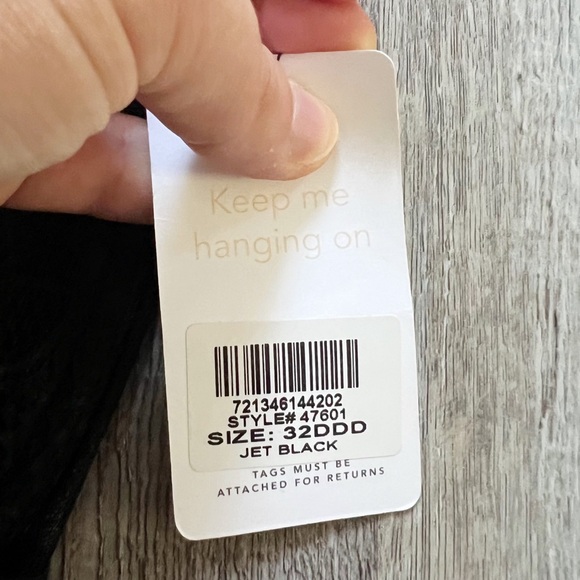 Keep me
hanging on
721346144202
STYLE# 47601
SIZE: 32DDD
JET BLACK
TAGS MUST BE
ATTACHED FOR RETURNS